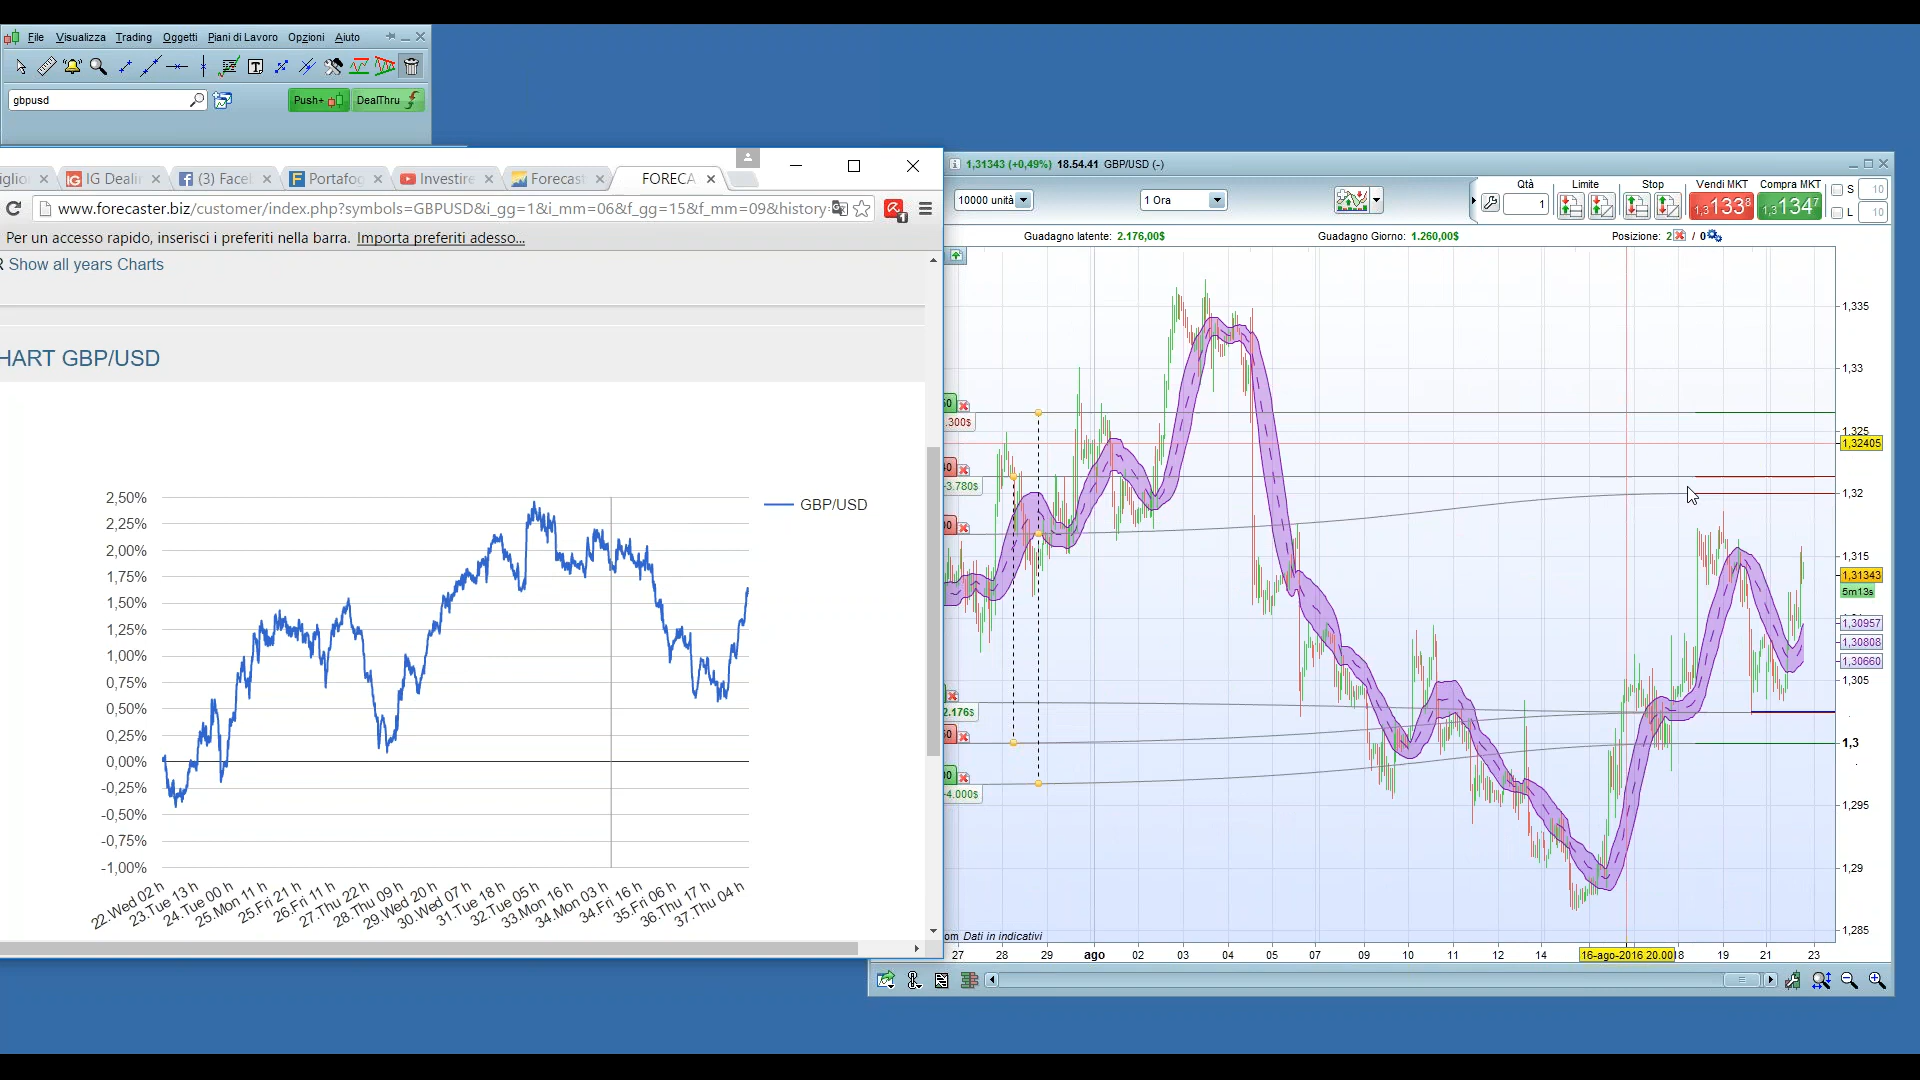 File Visualizza Trading Oggetti Piani di Lavoro Opzioni Aiuto
gbpusd
Push+ DealThru
IG Deali
(3) Face
Portafog
Investire
Forecast
FORECA
www.forecaster.biz/customer/index.php?symbols=GBPUSD&i_gg=1&i_mm=06&f_gg=15&f_mm=09&history
Per un accesso rapido, inserisci i preferiti nella barra. Importa preferiti adesso...
Show all years Charts
HART GBP/USD
2,50%
2,25%
2,00%
1,75%
1,50%
1,25%
1,00%
0,75%
0,50%
0,25%
0,00%
-0,25%
-0,50%
-0,75%
-1,00%
GBP/USD
22.Wed 02 h
23.Tue 13 h
24.Tue 00 h
25.Mon 11 h
25.Fri 21 h
26.Fri 11 h
27.Thu 22 h
28.Thu 09 h
29.Wed 20 h
30.Wed 07 h
31.Tue 18 h
32.Tue 05 h
33.Mon 16 h
34.Mon 03 h
34.Fri 16 h
35.Fri 06 h
36.Thu 17 h
37.Thu 04 h
1,31343 (+0,49%) 18.54.41 GBP/USD (-)
10000 unità
1 Ora
Qtà
1
Limite
Stop
Vendi MKT
1,3133⁸
Compra MKT
1,3134⁷
S 10
L 10
Guadagno latente: 2.176,00$
Guadagno Giorno: 1.260,00$
Posizione: 2 / 0
.300$
-3.780$
2.176$
-4.000$
1,335
1,33
1,325
1,32405
1,32
1,315
1,31343
5m13s
1,30957
1,30808
1,30660
1,305
1,3
1,295
1,29
1,285
om Dati in indicativi
27 28 29 ago 02 03 04 05 07 08 09 10 11 12 14 16-ago-2016 20.00 18 19 21 23